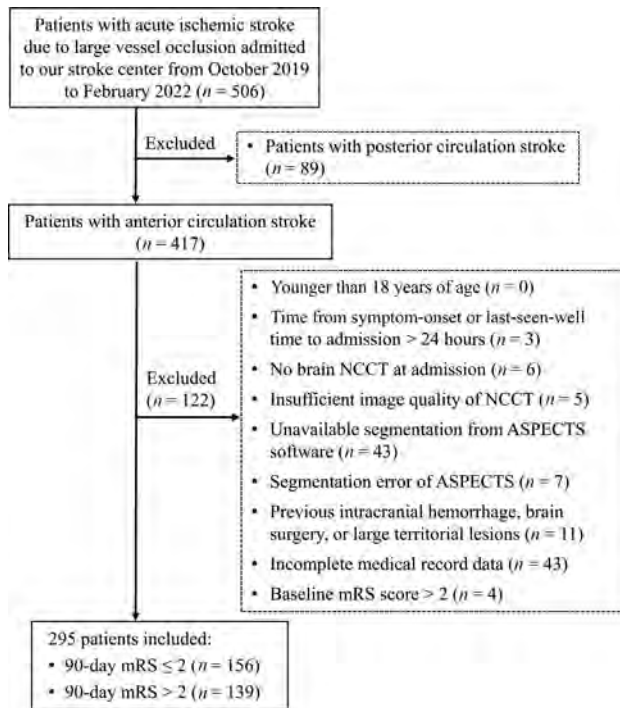 Patients with acute ischemic stroke
due to large vessel occlusion admitted
to our stroke center from October 2019
to February 2022 (n = 506)
Excluded
• Patients with posterior circulation stroke
(n = 89)
Patients with anterior circulation stroke
(n = 417)
Excluded
(n = 122)
• Younger than 18 years of age (n = 0)
• Time from symptom-onset or last-seen-well
time to admission > 24 hours (n = 3)
• No brain NCCT at admission (n = 6)
• Insufficient image quality of NCCT (n = 5)
• Unavailable segmentation from ASPECTS
software (n = 43)
• Segmentation error of ASPECTS (n = 7)
• Previous intracranial hemorrhage, brain
surgery, or large territorial lesions (n = 11)
• Incomplete medical record data (n = 43)
• Baseline mRS score > 2 (n = 4)
295 patients included:
• 90-day mRS ≤ 2 (n = 156)
• 90-day mRS > 2 (n = 139)